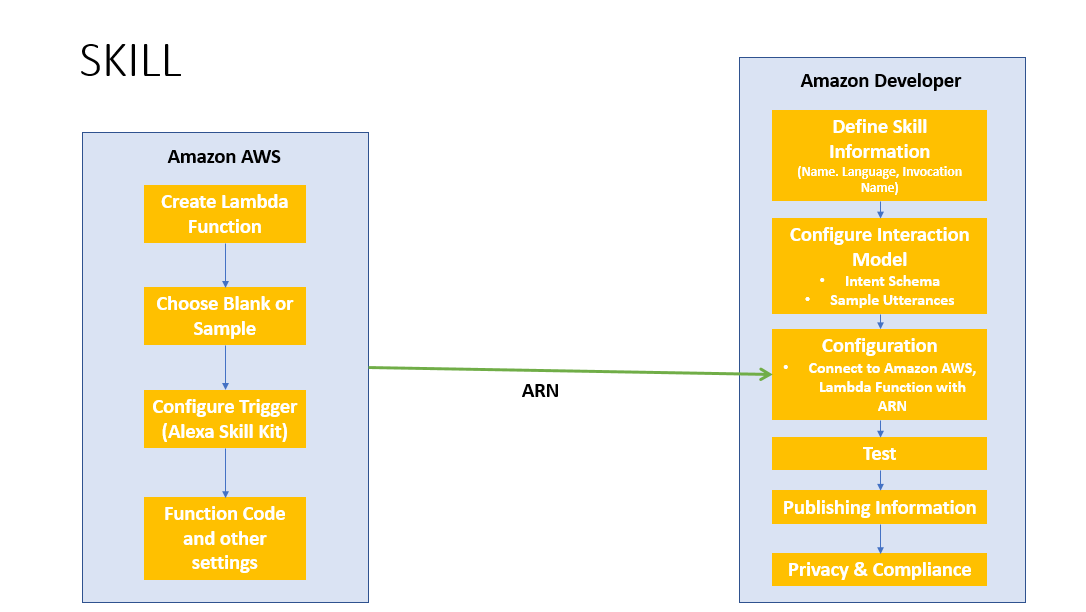 SKILL
Amazon AWS
Create Lambda
Function
Choose Blank or
Sample
Configure Trigger
(Alexa Skill Kit)
Function Code
and other
settings
ARN
Amazon Developer
Define Skill
Information
(Name. Language, Invocation
Name)
Configure Interaction
Model
• Intent Schema
• Sample Utterances
Configuration
• Connect to Amazon AWS,
Lambda Function with
ARN
Test
Publishing Information
Privacy & Compliance